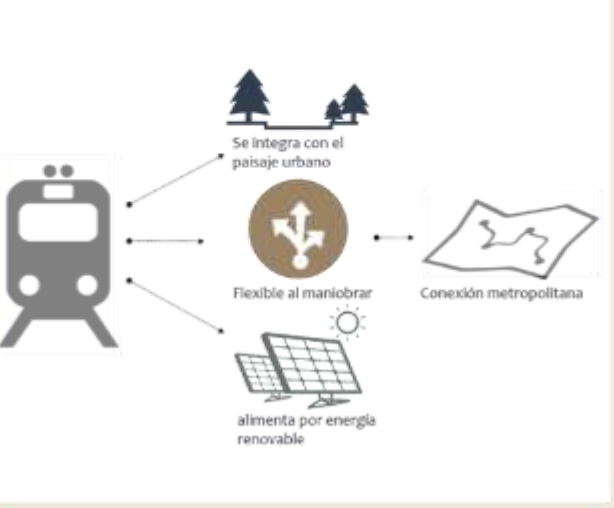 Se integra con el
paisaje urbano
Flexible al maniobrar
Conexión metropolitana
alimenta por energía
renovable